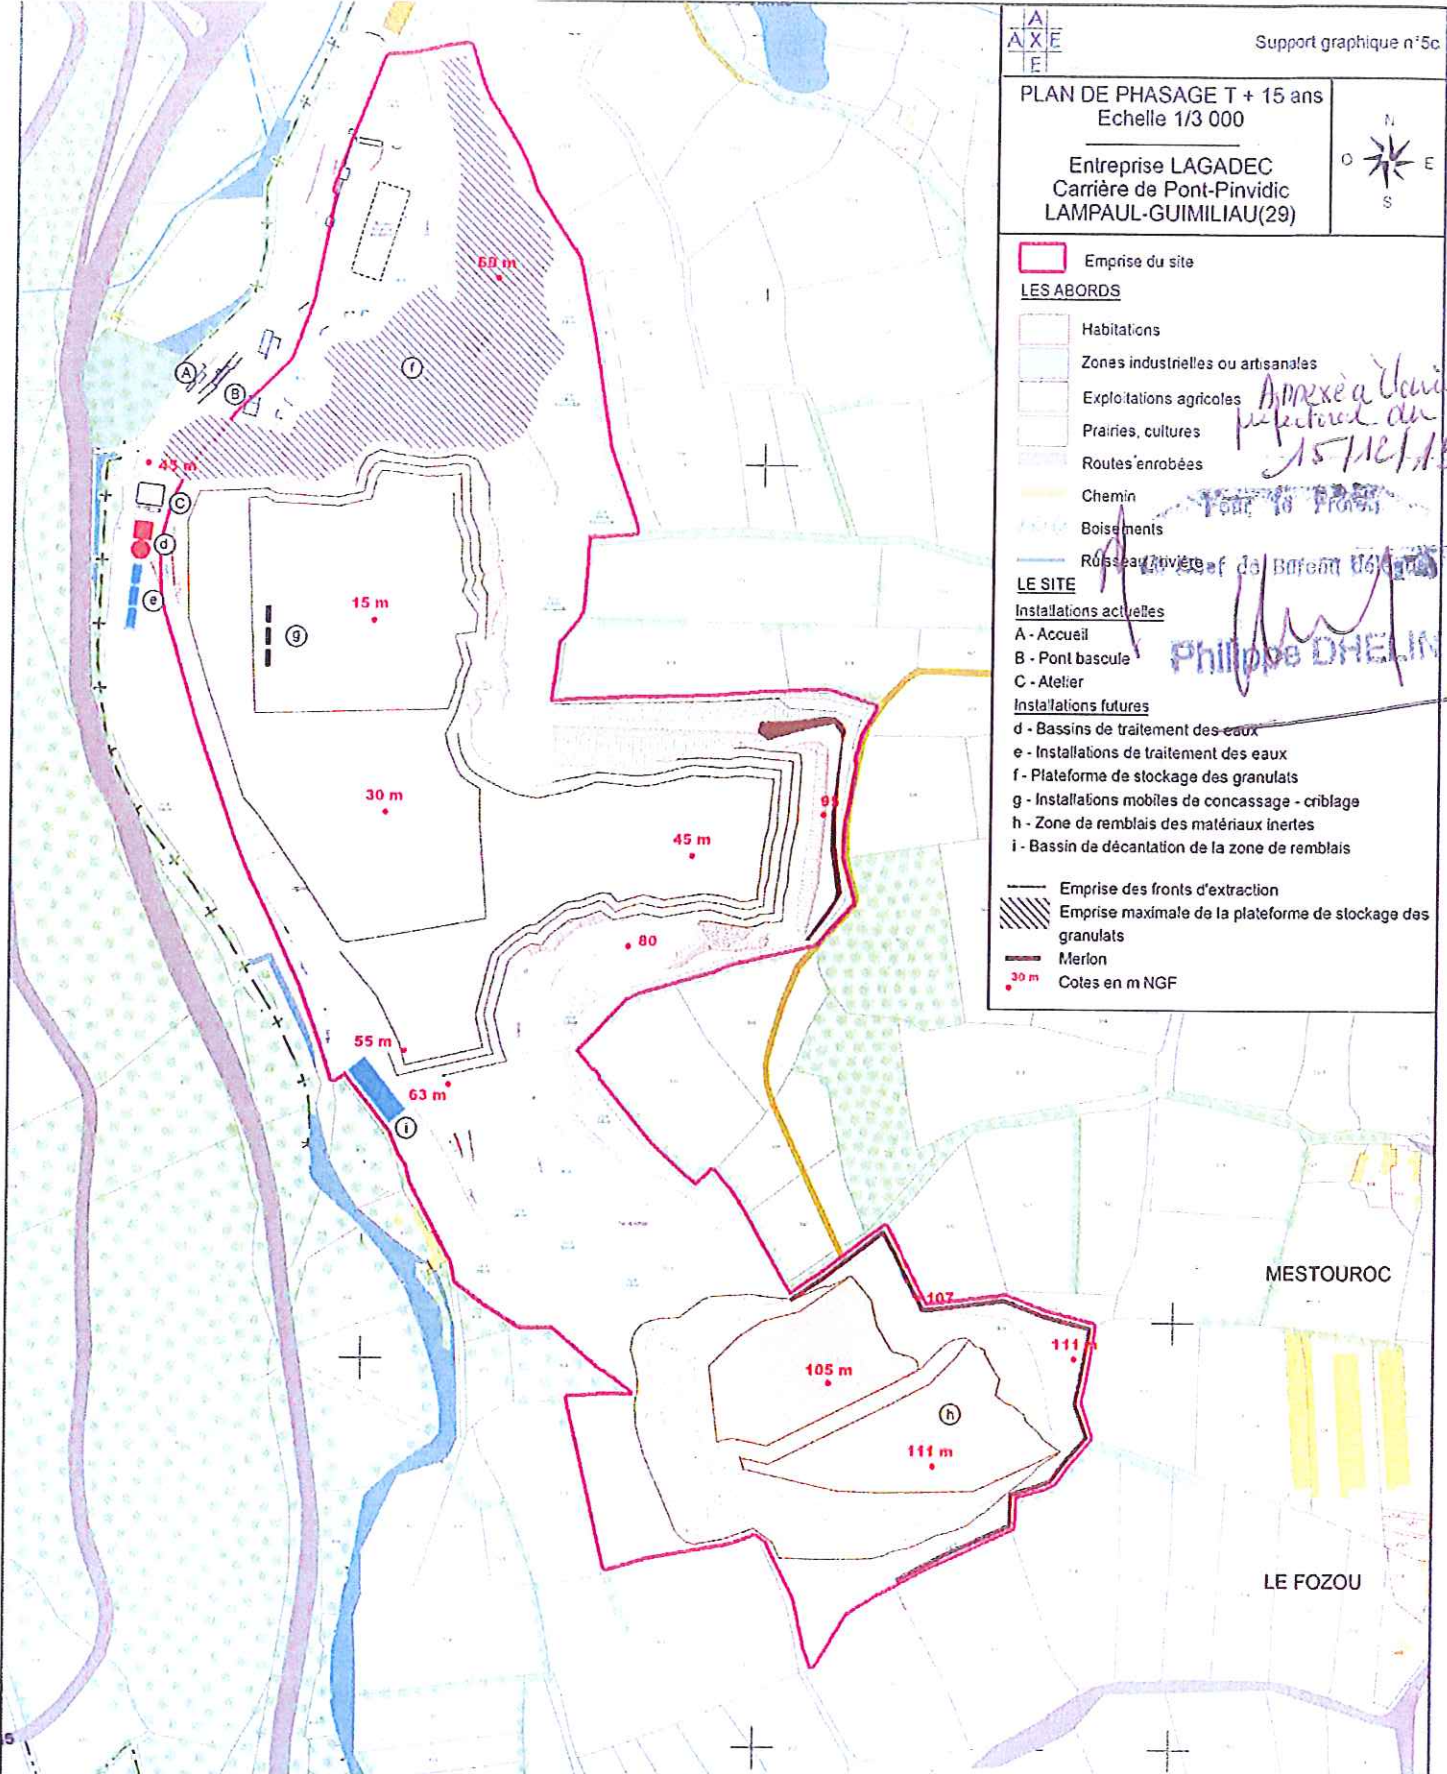 A
AXE
E
Support graphique n°5c
PLAN DE PHASAGE T + 15 ans
Echelle 1/3 000
Entreprise LAGADEC
Carrière de Pont-Pinvidic
LAMPAUL-GUIMILIAU(29)
N
O
E
S
Emprise du site
LES ABORDS
Habitations
Zones industrielles ou artisanales
Exploitations agricoles
Prairies, cultures
Routes enrobées
Chemin
Boisements
Ruisseau/rivière
Annexé à
préfectoral du
15/12/
Pour le
Chef de Bureau
Philippe DHELIN
LE SITE
Installations actuelles
A - Accueil
B - Pont bascule
C - Atelier
Installations futures
d - Bassins de traitement des eaux
e - Installations de traitement des eaux
f - Plateforme de stockage des granulats
g - Installations mobiles de concassage - criblage
h - Zone de remblais des matériaux inertes
i - Bassin de décantation de la zone de remblais
Emprise des fronts d'extraction
Emprise maximale de la plateforme de stockage des
granulats
Merlon
30 m
Cotes en m NGF
f
A
B
45 m
C
d
e
15 m
g
30 m
95
45 m
80
55 m
63 m
i
MESTOUROC
107
111 m
105 m
h
111 m
LE FOZOU